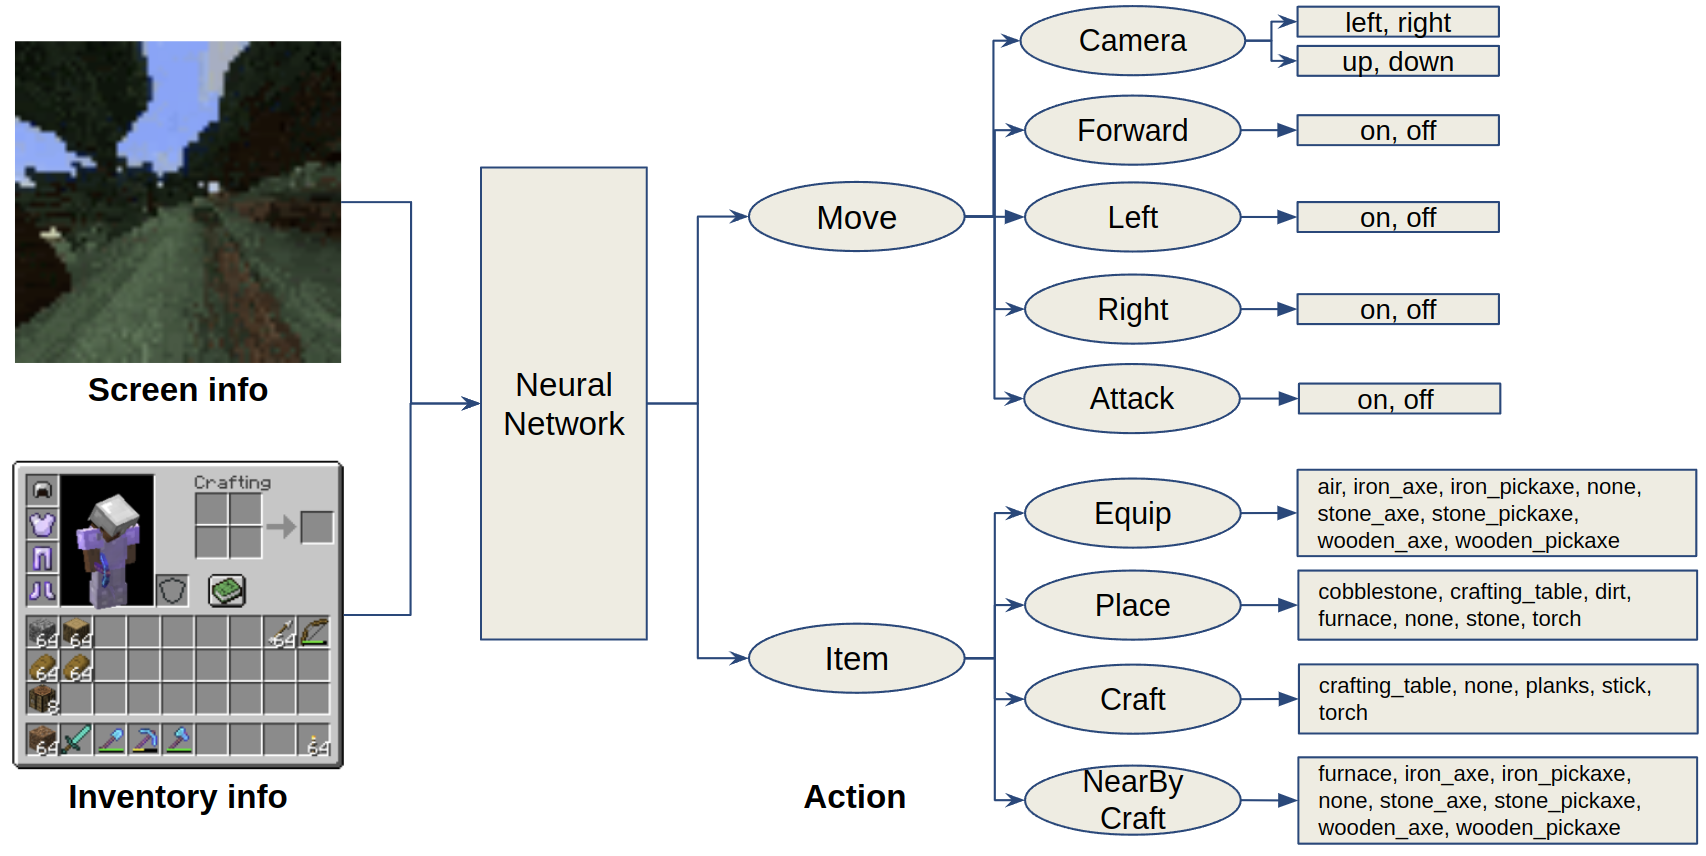 Screen info
Crafting
64
64
64
64
64
8
64
64
Inventory info
Neural
Network
Move
Item
Action
Camera
left, right
up, down
Forward
on, off
Left
on, off
Right
on, off
Attack
on, off
Equip
air, iron_axe, iron_pickaxe, none,
stone_axe, stone_pickaxe,
wooden_axe, wooden_pickaxe
Place
cobblestone, crafting_table, dirt,
furnace, none, stone, torch
Craft
crafting_table, none, planks, stick,
torch
NearBy
Craft
furnace, iron_axe, iron_pickaxe,
none, stone_axe, stone_pickaxe,
wooden_axe, wooden_pickaxe